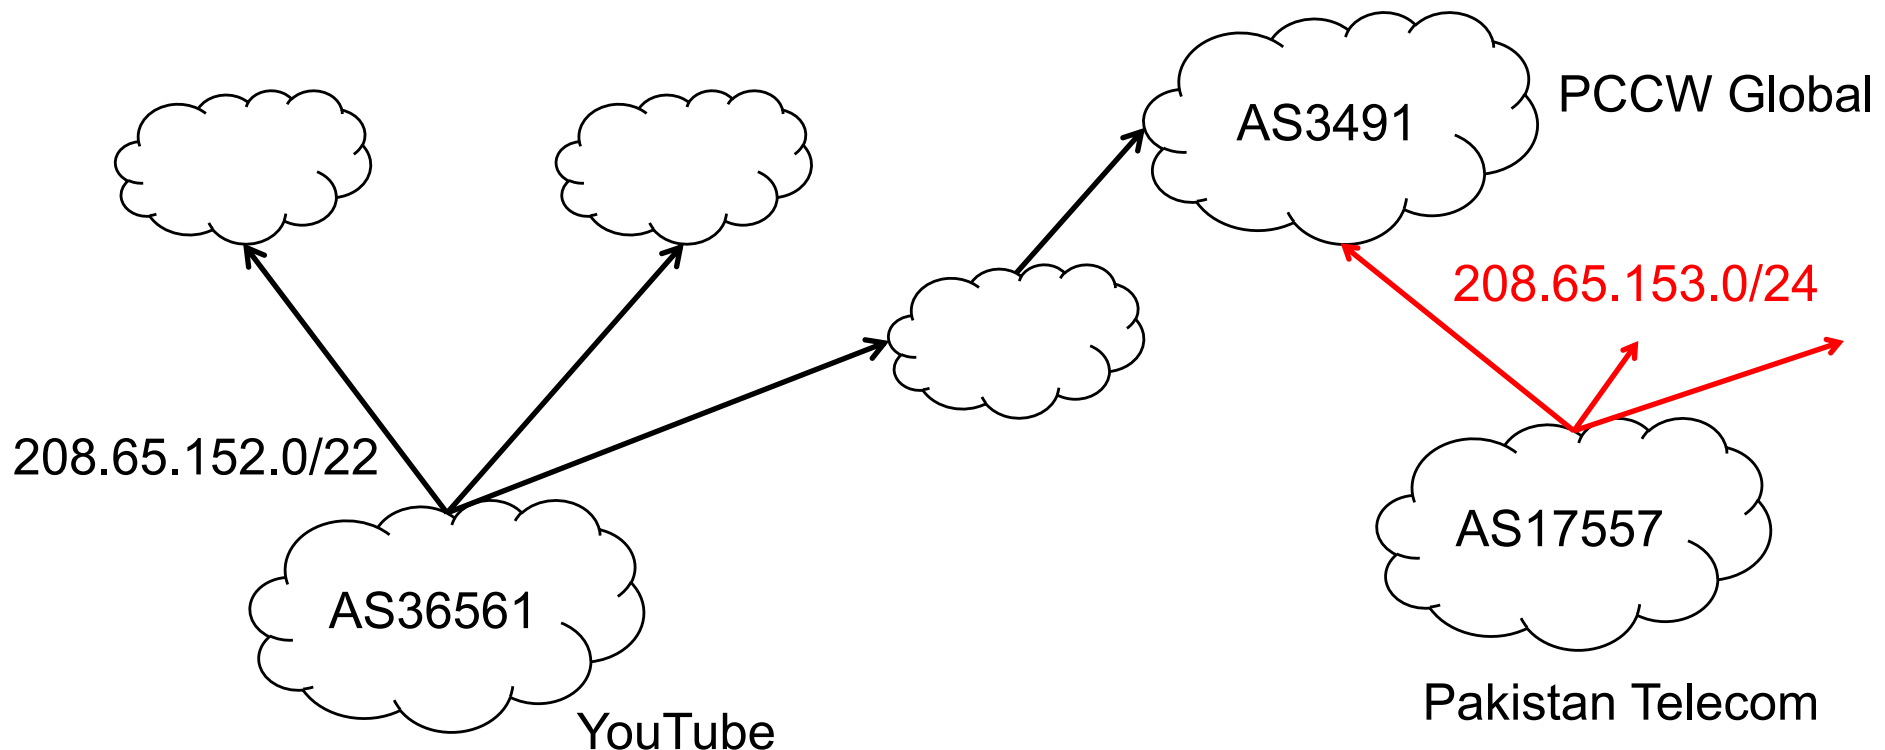 PCCW Global
AS3491
208.65.153.0/24
208.65.152.0/22
AS17557
AS36561
Pakistan Telecom
YouTube